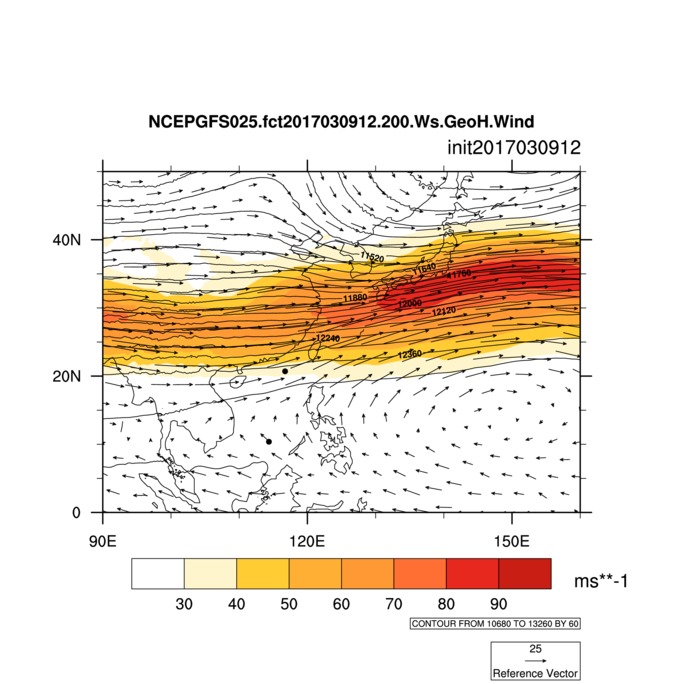 NCEPGFS025.fct2017030912.200.Ws.GeoH.Wind
init2017030912
40N
20N
0
90E 120E 150E
11520
11640
11760
11880
12000
12120
12240
12360
30 40 50 60 70 80 90
ms**-1
CONTOUR FROM 10680 TO 13260 BY 60
25
Reference Vector